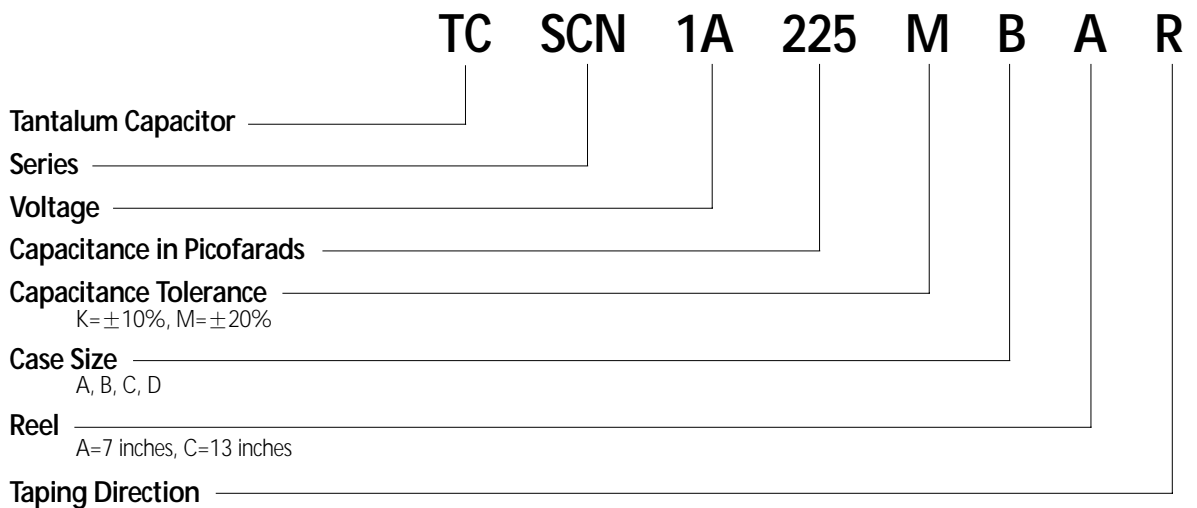 TC SCN 1A 225 M B A R
Tantalum Capacitor
Series
Voltage
Capacitance in Picofarads
Capacitance Tolerance
K=±10%, M=±20%
Case Size
A, B, C, D
Reel
A=7 inches, C=13 inches
Taping Direction